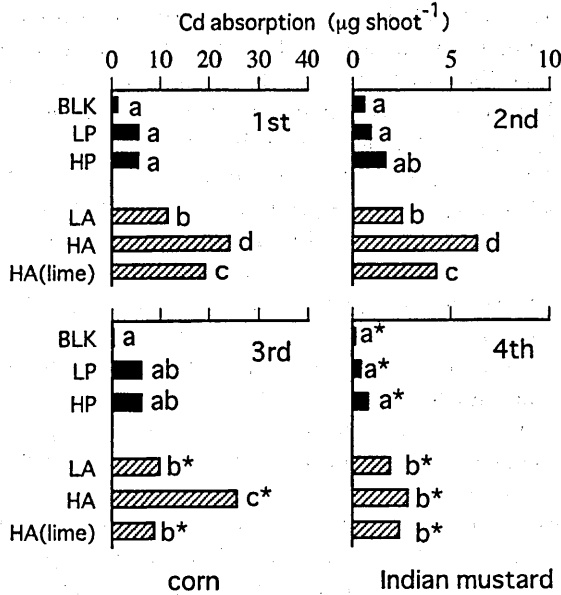 Cd absorption (µg shoot⁻¹)
0 10 20 30 40 0 5 10
BLK a 1st a 2nd
LP a a
HP a ab
LA b b
HA d d
HA(lime) c c
BLK a 3rd a* 4th
LP ab a*
HP ab a*
LA b* b*
HA c* b*
HA(lime) b* b*
corn Indian mustard